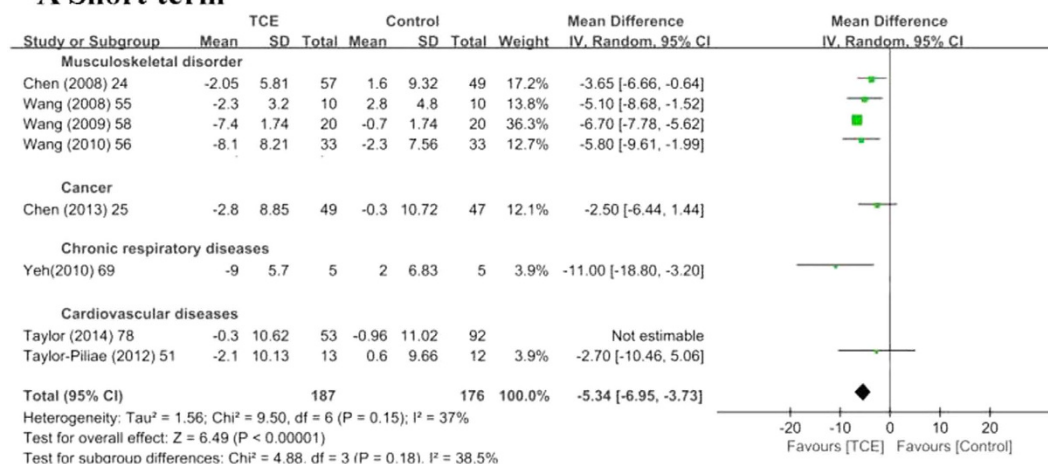 A Short-term
TCE Control Mean Difference Mean Difference
Study or Subgroup Mean SD Total Mean SD Total Weight IV, Random, 95% CI IV, Random, 95% CI
Musculoskeletal disorder
Chen (2008) 24 -2.05 5.81 57 1.6 9.32 49 17.2% -3.65 [-6.66, -0.64]
Wang (2008) 55 -2.3 3.2 10 2.8 4.8 10 13.8% -5.10 [-8.68, -1.52]
Wang (2009) 58 -7.4 1.74 20 -0.7 1.74 20 36.3% -6.70 [-7.78, -5.62]
Wang (2010) 56 -8.1 8.21 33 -2.3 7.56 33 12.7% -5.80 [-9.61, -1.99]
Cancer
Chen (2013) 25 -2.8 8.85 49 -0.3 10.72 47 12.1% -2.50 [-6.44, 1.44]
Chronic respiratory diseases
Yeh(2010) 69 -9 5.7 5 2 6.83 5 3.9% -11.00 [-18.80, -3.20]
Cardiovascular diseases
Taylor (2014) 78 -0.3 10.62 53 -0.96 11.02 92 Not estimable
Taylor-Piliae (2012) 51 -2.1 10.13 13 0.6 9.66 12 3.9% -2.70 [-10.46, 5.06]
Total (95% CI) 187 176 100.0% -5.34 [-6.95, -3.73]
Heterogeneity: Tau² = 1.56; Chi² = 9.50, df = 6 (P = 0.15); I² = 37%
Test for overall effect: Z = 6.49 (P < 0.00001)
Test for subgroup differences: Chi² = 4.88. df = 3 (P = 0.18). I² = 38.5%
-20 -10 0 10 20
Favours [TCE] Favours [Control]